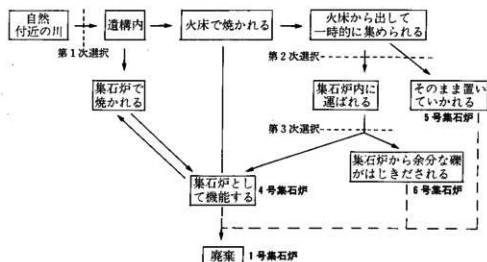 自然
付近の川
第1次選択
遺構内
火床で焼かれる
火床から出して
一時的に集められる
第2次選択
集石炉で
焼かれる
集石炉内に
運ばれる
そのまま置い
ていかれる
5号集石炉
第3次選択
集石炉とし
て機能する
4号集石炉
集石炉から余分な礫
がはじきだされる
6号集石炉
廃棄
1号集石炉